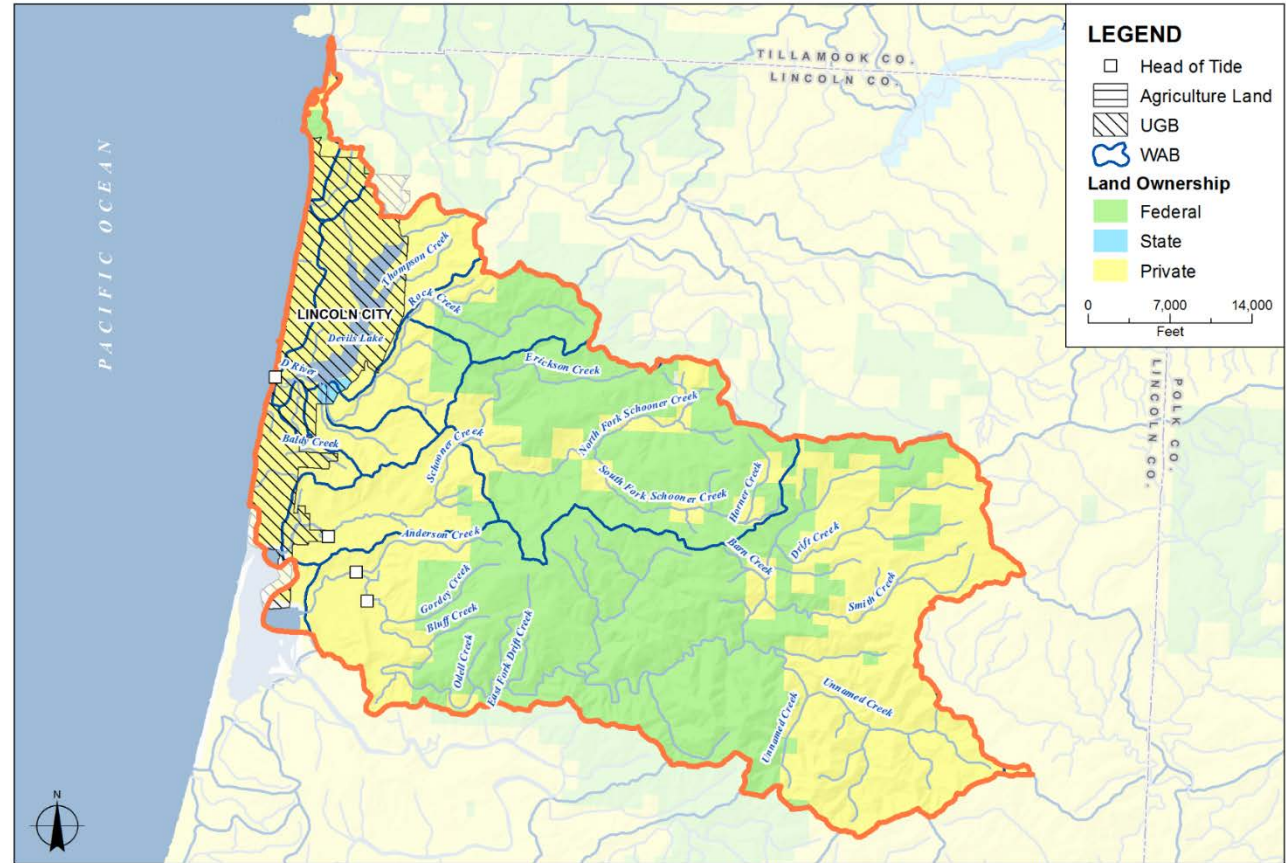 LEGEND
Head of Tide
Agriculture Land
UGB
WAB
Land Ownership
Federal
State
Private
0 7,000 14,000
Feet
TILLAMOOK CO.
LINCOLN CO.
POLK CO.
LINCOLN CO.
PACIFIC OCEAN
Thompson Creek
Rock Creek
LINCOLN CITY
Devils Lake
D River
Erickson Creek
North Fork Schooner Creek
Baldy Creek
Schooner Creek
South Fork Schooner Creek
Horner Creek
Anderson Creek
Barn Creek
Drift Creek
Gordey Creek
Bluff Creek
Smith Creek
Odell Creek
East Fork Drift Creek
Unnamed Creek
Unnamed Creek
N